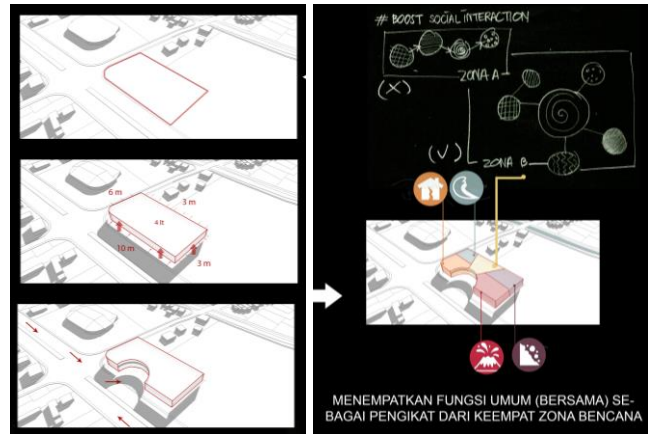 6 m
3 m
4 lt
10 m
3 m
# BOOST SOCIAL INTERACTION
ZONA A
(X)
(V)
ZONA B
MENEMPATKAN FUNGSI UMUM (BERSAMA) SE-
BAGAI PENGIKAT DARI KEEMPAT ZONA BENCANA